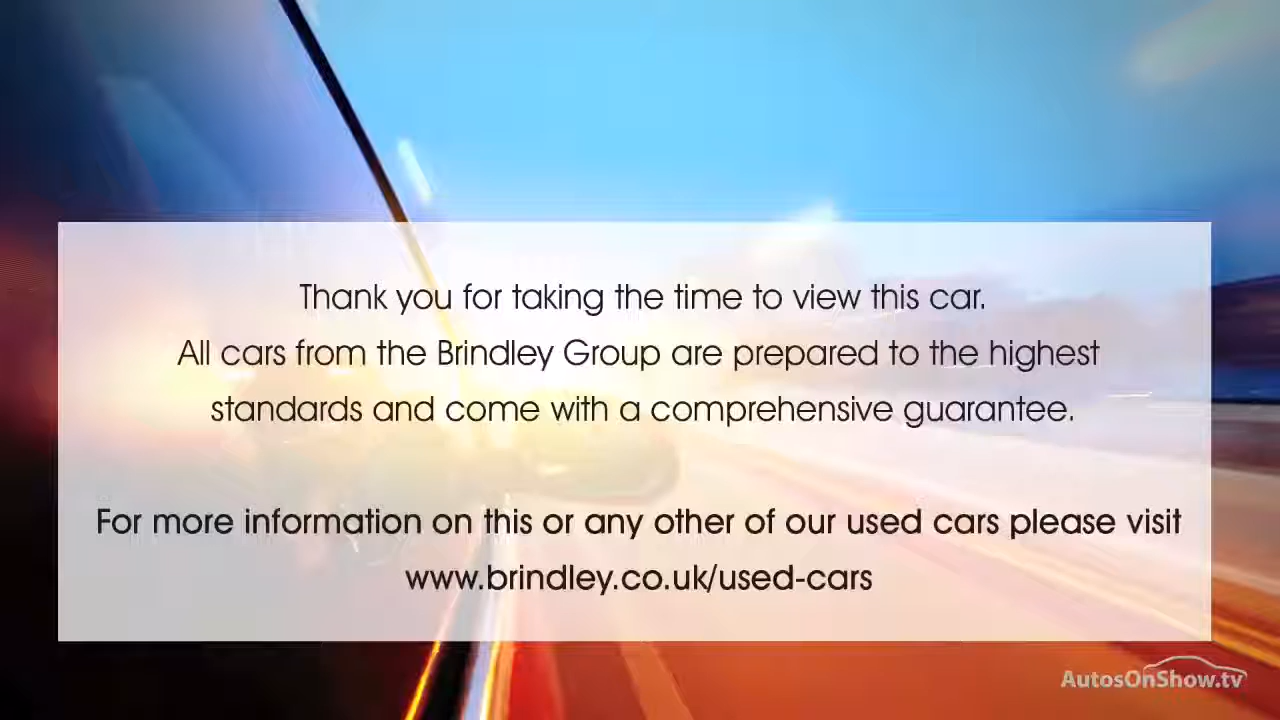 Thank you for taking the time to view this car.
All cars from the Brindley Group are prepared to the highest
standards and come with a comprehensive guarantee.
For more information on this or any other of our used cars please visit
www.brindley.co.uk/used-cars
AutosOnShow.tv